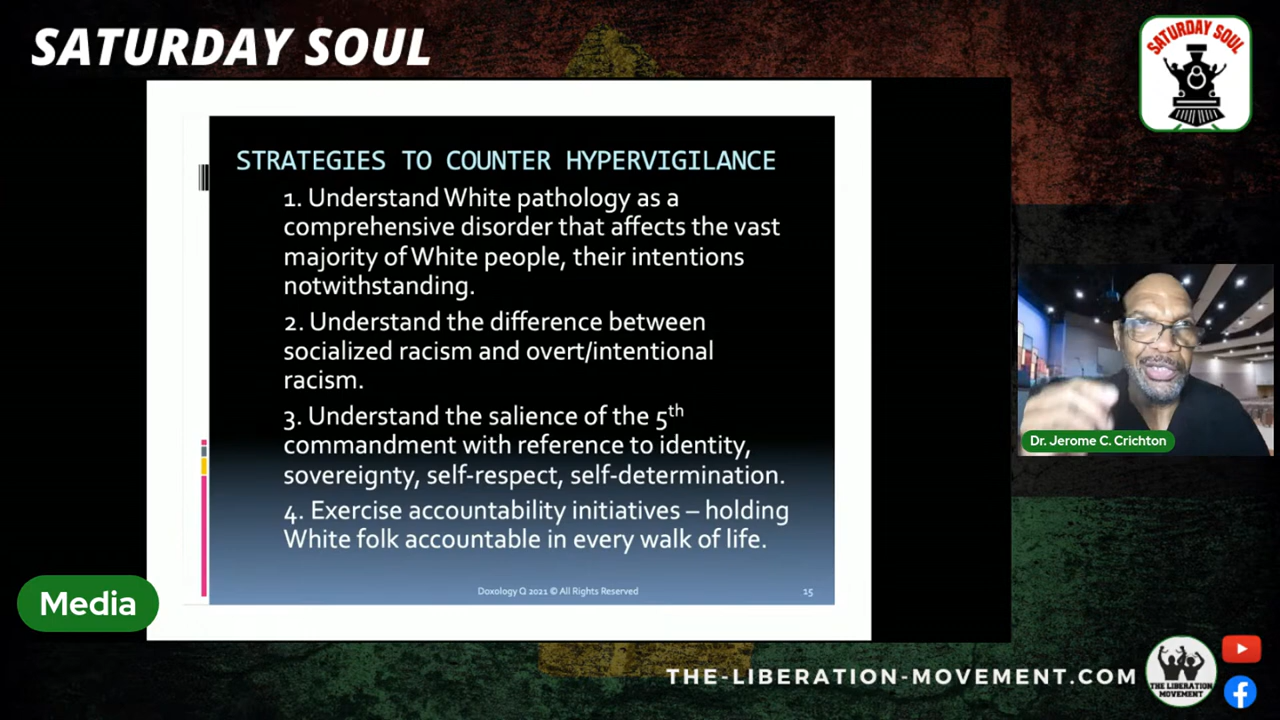 SATURDAY SOUL
SATURDAY SOUL
STRATEGIES TO COUNTER HYPERVIGILANCE
1. Understand White pathology as a
comprehensive disorder that affects the vast
majority of White people, their intentions
notwithstanding.
2. Understand the difference between
socialized racism and overt/intentional
racism.
3. Understand the salience of the 5th
commandment with reference to identity,
sovereignty, self-respect, self-determination.
4. Exercise accountability initiatives – holding
White folk accountable in every walk of life.
Doxology Q 2021 © All Rights Reserved
15
Dr. Jerome C. Crichton
Media
THE-LIBERATION-MOVEMENT.COM
THE LIBERATION
MOVEMENT